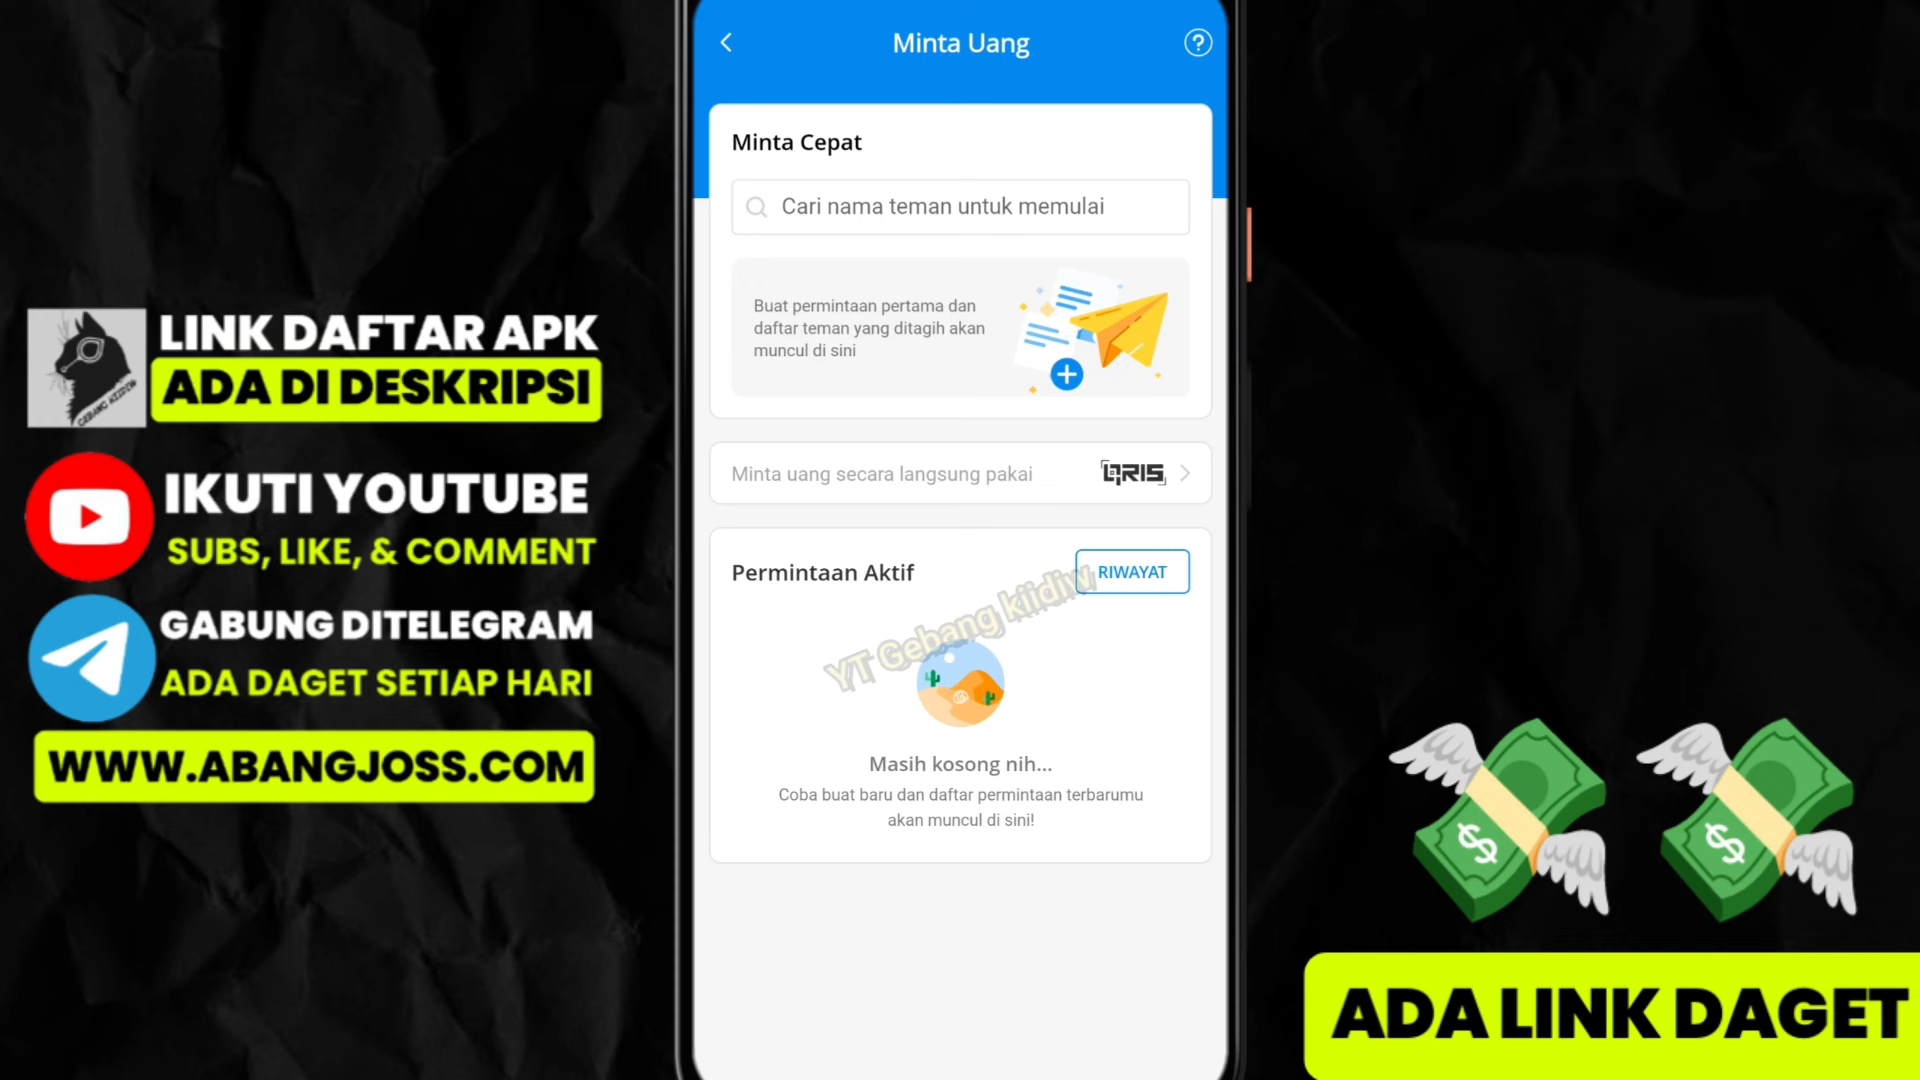 Minta Uang
Minta Cepat
Cari nama teman untuk memulai
Buat permintaan pertama dan
daftar teman yang ditagih akan
muncul di sini
Minta uang secara langsung pakai
QRIS
Permintaan Aktif
RIWAYAT
YT Gebang kiidiw
Masih kosong nih...
Coba buat baru dan daftar permintaan terbarumu
akan muncul di sini!
GEBANG KIIDIW
LINK DAFTAR APK
ADA DI DESKRIPSI
IKUTI YOUTUBE
SUBS, LIKE, & COMMENT
GABUNG DITELEGRAM
ADA DAGET SETIAP HARI
WWW.ABANGJOSS.COM
ADA LINK DAGET